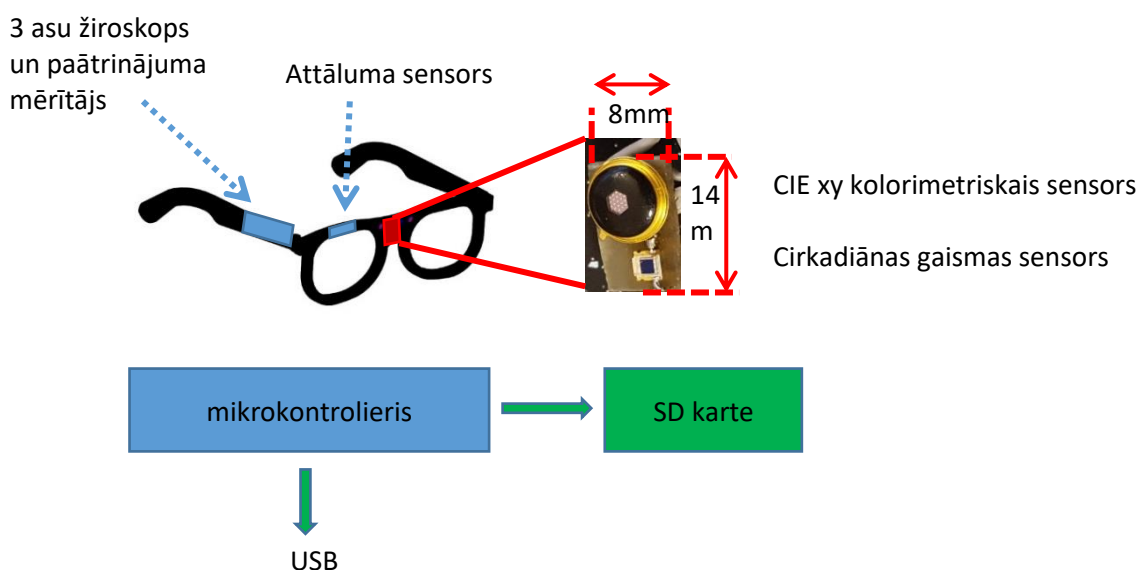 3 asu žiroskops
un paātrinājuma
mērītājs
Attāluma sensors
8mm
14
m
CIE xy kolorimetriskais sensors
Cirkadiānas gaismas sensors
mikrokontrolieris
SD karte
USB